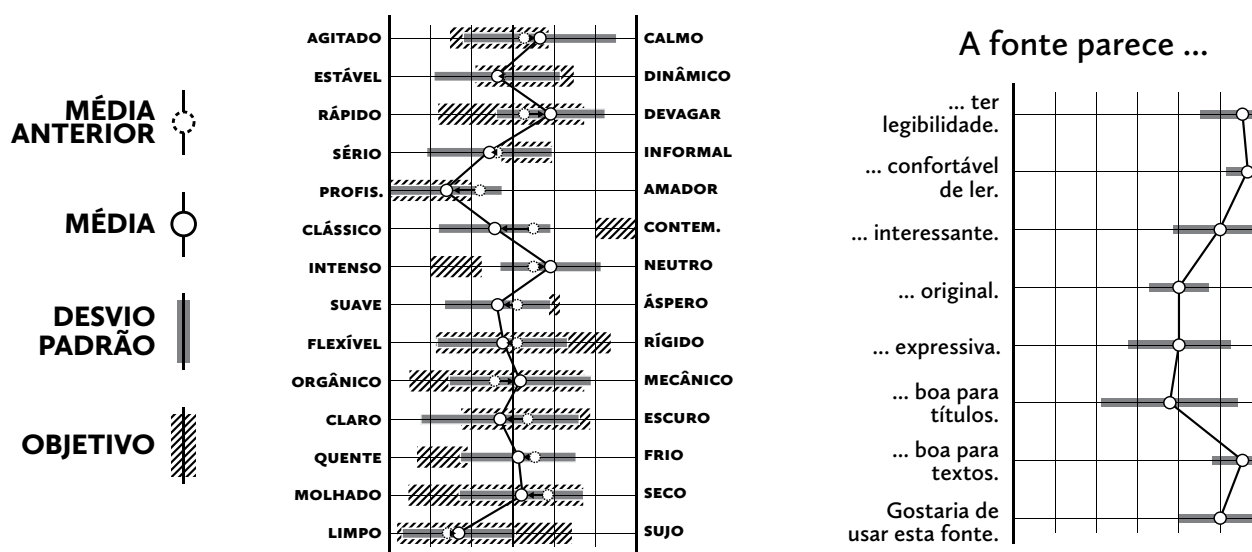 MÉDIA
ANTERIOR
MÉDIA
DESVIO
PADRÃO
OBJETIVO
AGITADO CALMO
ESTÁVEL DINÂMICO
RÁPIDO DEVAGAR
SÉRIO INFORMAL
PROFIS. AMADOR
CLÁSSICO CONTEM.
INTENSO NEUTRO
SUAVE ÁSPERO
FLEXÍVEL RÍGIDO
ORGÂNICO MECÂNICO
CLARO ESCURO
QUENTE FRIO
MOLHADO SECO
LIMPO SUJO
A fonte parece ...
... ter
legibilidade.
... confortável
de ler.
... interessante.
... original.
... expressiva.
... boa para
títulos.
... boa para
textos.
Gostaria de
usar esta fonte.